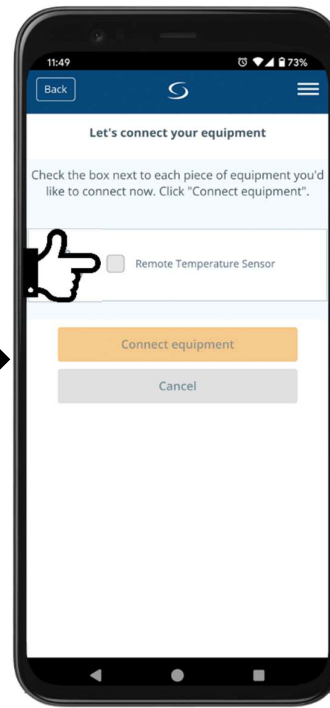 11:49
73%
Back
Let's connect your equipment
Check the box next to each piece of equipment you'd
like to connect now. Click "Connect equipment".
Remote Temperature Sensor
Connect equipment
Cancel